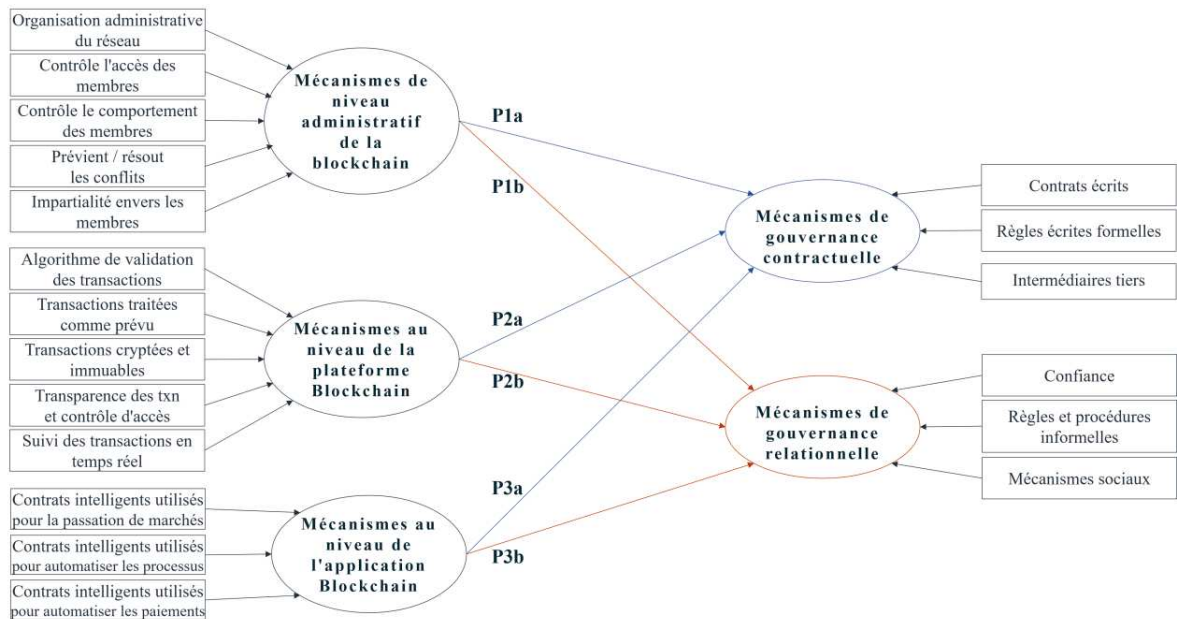 Organisation administrative
du réseau
Contrôle l'accès des
membres
Contrôle le comportement
des membres
Prévient / résout
les conflits
Impartialité envers les
membres
Mécanismes de
niveau
administratif
de la
blockchain
Algorithme de validation
des transactions
Transactions traitées
comme prévu
Transactions cryptées et
immuables
Transparence des txn
et contrôle d'accès
Suivi des transactions en
temps réel
Mécanismes au
niveau de la
plateforme
Blockchain
Contrats intelligents utilisés
pour la passation de marchés
Contrats intelligents utilisés
pour automatiser les processus
Contrats intelligents utilisés
pour automatiser les paiements
Mécanismes au
niveau de
l'application
Blockchain
P1a
P1b
P2a
P2b
P3a
P3b
Mécanismes de
gouvernance
contractuelle
Contrats écrits
Règles écrites formelles
Intermédiaires tiers
Mécanismes de
gouvernance
relationnelle
Confiance
Règles et procédures
informelles
Mécanismes sociaux